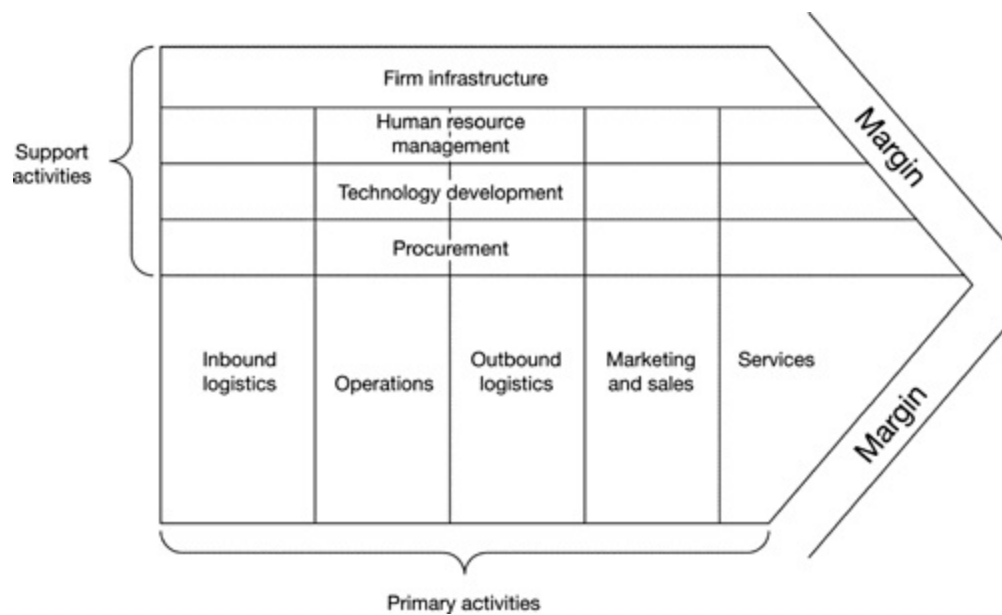 Firm infrastructure
Human resource
management
Support
activities
Technology development
Procurement
Margin
Inbound
logistics
Operations
Outbound
logistics
Marketing
and sales
Services
Margin
Primary activities